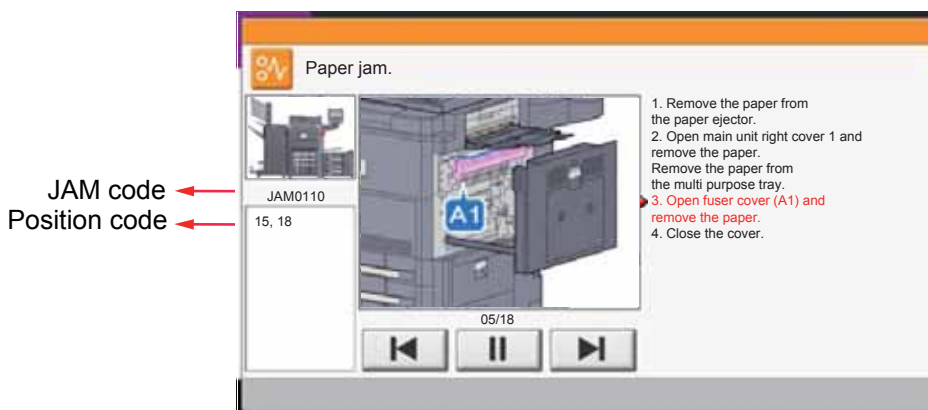 Paper jam.
JAM code
JAM0110
Position code
15, 18
A1
05/18
1. Remove the paper from
the paper ejector.
2. Open main unit right cover 1 and
remove the paper.
Remove the paper from
the multi purpose tray.
3. Open fuser cover (A1) and
remove the paper.
4. Close the cover.